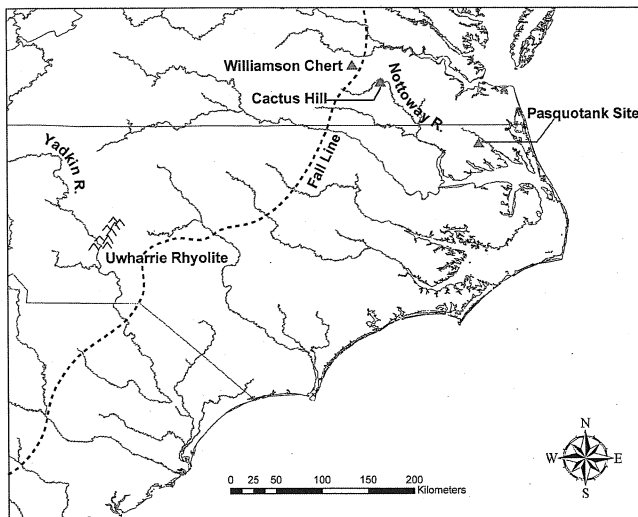 Williamson Chert
Cactus Hill
Nottoway R.
Pasquotank Site
Yadkin R.
Fall Line
Uwharrie Rhyolite
N
W E
S
0 25 50 100 150 200
Kilometers